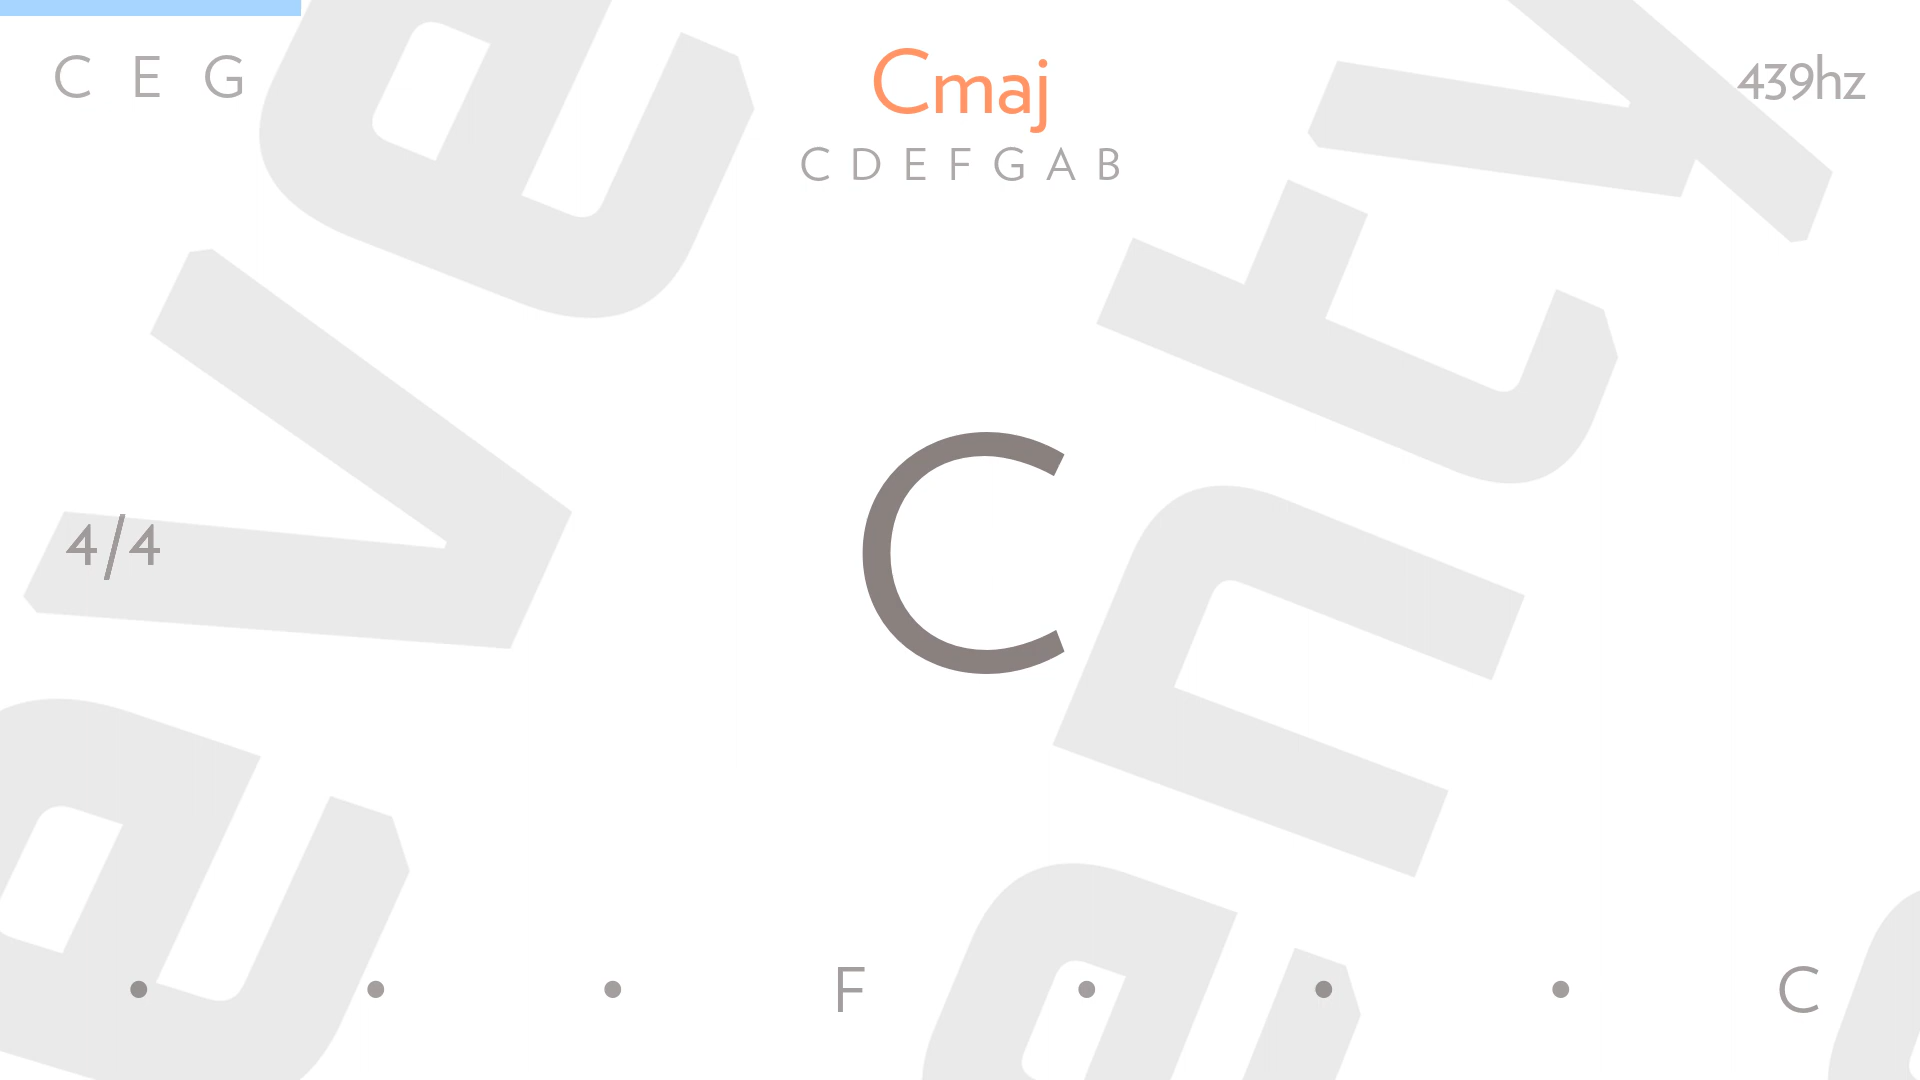 C E G
Cmaj
439hz
C D E F G A B
C
4/4
• • • F • • • C